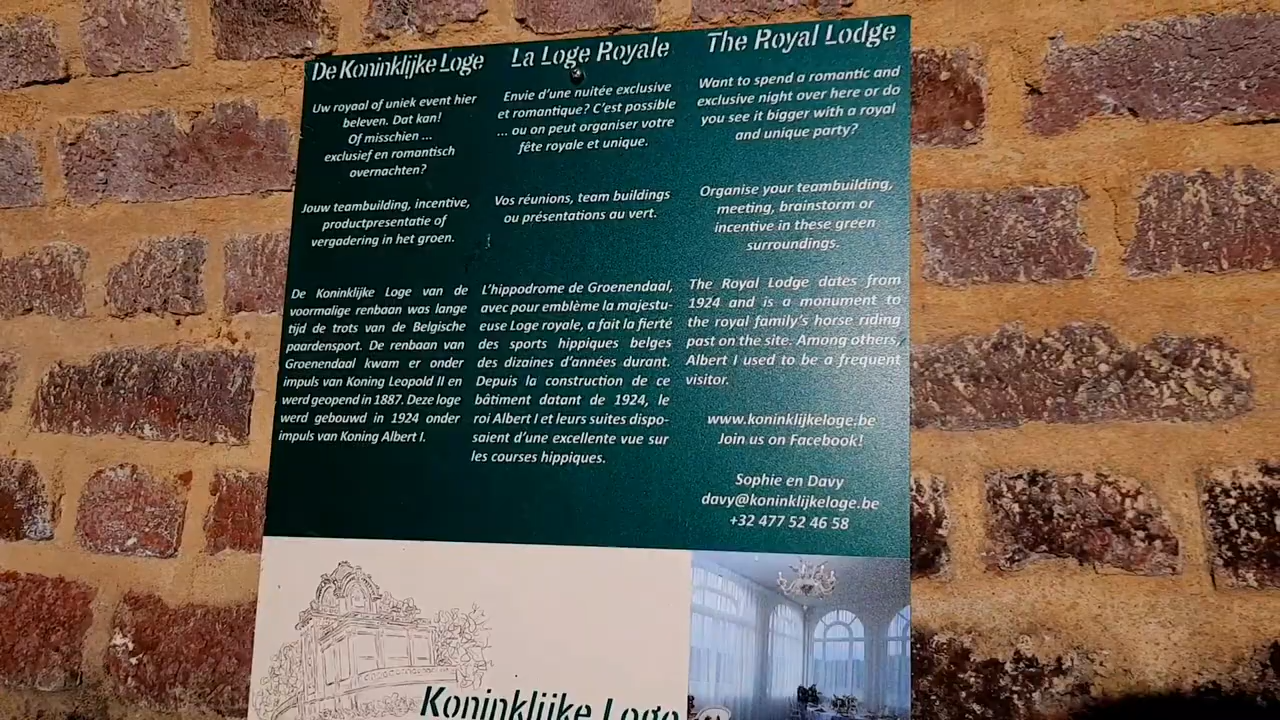 De Koninklijke Loge
Uw royaal of uniek event hier
beleven. Dat kan!
Of misschien ...
exclusief en romantisch
overnachten?
Jouw teambuilding, incentive,
productpresentatie of
vergadering in het groen.
De Koninklijke Loge van de
voormalige renbaan was lange
tijd de trots van de Belgische
paardensport. De renbaan van
Groenendaal kwam er onder
impuls van Koning Leopold II en
werd geopend in 1887. Deze loge
werd gebouwd in 1924 onder
impuls van Koning Albert I.
La Loge Royale
Envie d'une nuitée exclusive
et romantique? C'est possible
... ou on peut organiser votre
fête royale et unique.
Vos réunions, team buildings
ou présentations au vert.
L'hippodrome de Groenendaal,
avec pour emblème la majestu-
euse Loge royale, a fait la fierté
des sports hippiques belges
des dizaines d'années durant.
Depuis la construction de ce
bâtiment datant de 1924, le
roi Albert I et leurs suites dispo-
saient d'une excellente vue sur
les courses hippiques.
The Royal Lodge
Want to spend a romantic and
exclusive night over here or do
you see it bigger with a royal
and unique party?
Organise your teambuilding,
meeting, brainstorm or
incentive in these green
surroundings.
The Royal Lodge dates from
1924 and is a monument to
the royal family's horse riding
past on the site. Among others,
Albert I used to be a frequent
visitor.
www.koninklijkeloge.be
Join us on Facebook!
Sophie en Davy
davy@koninklijkeloge.be
+32 477 52 46 58
Koninklijke Loge